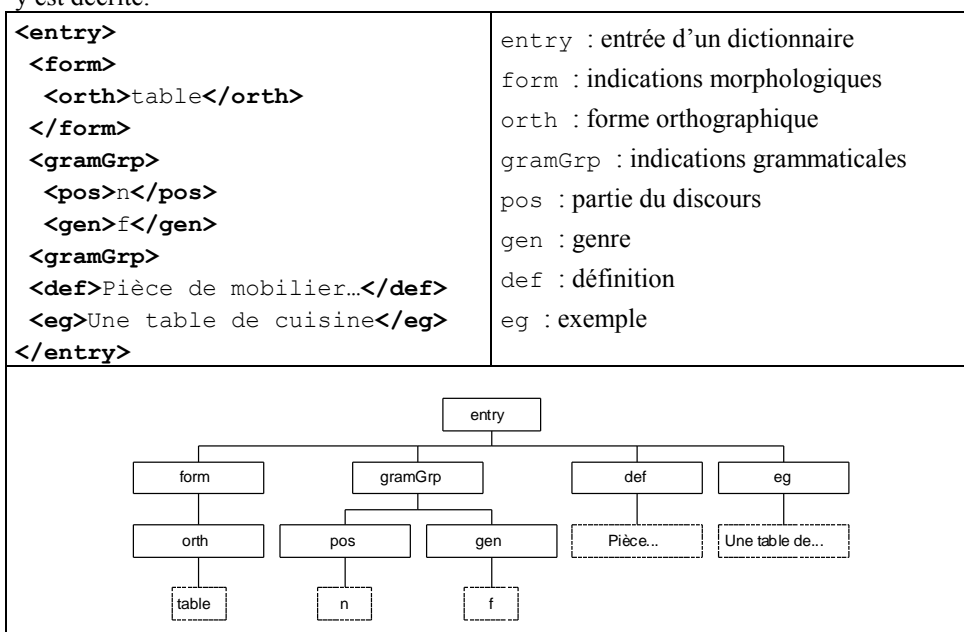 y est décrite.
<entry>
<form>
<orth>table</orth>
</form>
<gramGrp>
<pos>n</pos>
<gen>f</gen>
<gramGrp>
<def>Pièce de mobilier…</def>
<eg>Une table de cuisine</eg>
</entry>
entry : entrée d’un dictionnaire
form : indications morphologiques
orth : forme orthographique
gramGrp : indications grammaticales
pos : partie du discours
gen : genre
def : définition
eg : exemple
entry
form gramGrp def eg
orth pos gen Pièce... Une table de...
table n f